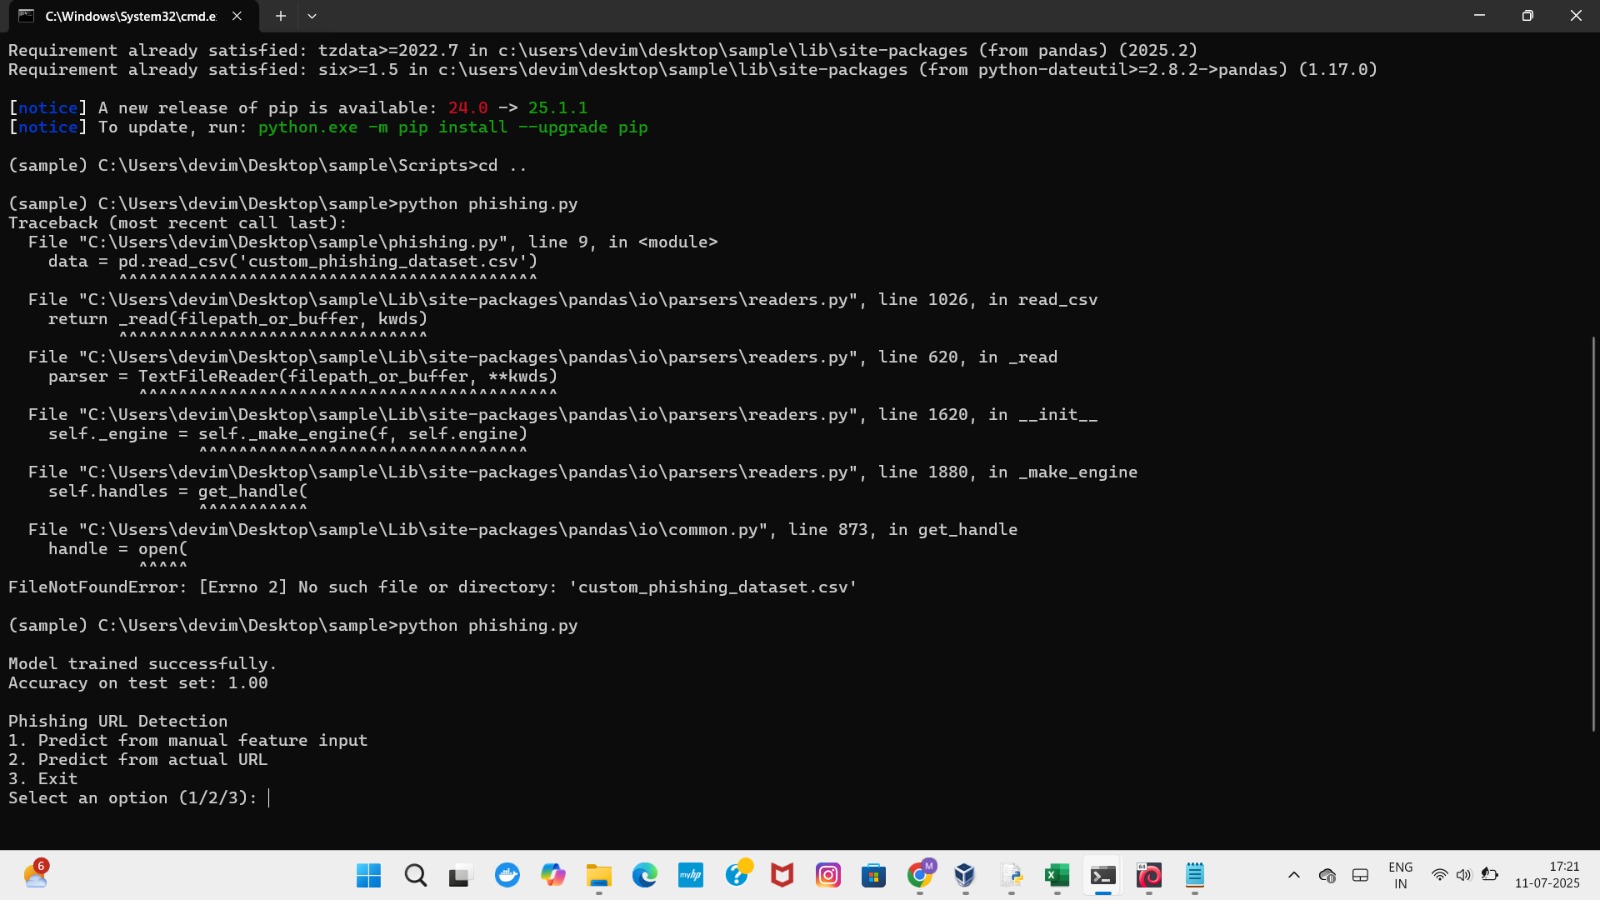 C:\Windows\System32\cmd.e
Requirement already satisfied: tzdata>=2022.7 in c:\users\devim\desktop\sample\lib\site-packages (from pandas) (2025.2)
Requirement already satisfied: six>=1.5 in c:\users\devim\desktop\sample\lib\site-packages (from python-dateutil>=2.8.2->pandas) (1.17.0)
[notice] A new release of pip is available: 24.0 -> 25.1.1
[notice] To update, run: python.exe -m pip install --upgrade pip
(sample) C:\Users\devim\Desktop\sample\Scripts>cd ..
(sample) C:\Users\devim\Desktop\sample>python phishing.py
Traceback (most recent call last):
  File "C:\Users\devim\Desktop\sample\phishing.py", line 9, in <module>
    data = pd.read_csv('custom_phishing_dataset.csv')
           ^^^^^^^^^^^^^^^^^^^^^^^^^^^^^^^^^^^^^^^^^^
  File "C:\Users\devim\Desktop\sample\Lib\site-packages\pandas\io\parsers\readers.py", line 1026, in read_csv
    return _read(filepath_or_buffer, kwds)
           ^^^^^^^^^^^^^^^^^^^^^^^^^^^^^^^
  File "C:\Users\devim\Desktop\sample\Lib\site-packages\pandas\io\parsers\readers.py", line 620, in _read
    parser = TextFileReader(filepath_or_buffer, **kwds)
             ^^^^^^^^^^^^^^^^^^^^^^^^^^^^^^^^^^^^^^^^^^
  File "C:\Users\devim\Desktop\sample\Lib\site-packages\pandas\io\parsers\readers.py", line 1620, in __init__
    self._engine = self._make_engine(f, self.engine)
                   ^^^^^^^^^^^^^^^^^^^^^^^^^^^^^^^^^
  File "C:\Users\devim\Desktop\sample\Lib\site-packages\pandas\io\parsers\readers.py", line 1880, in _make_engine
    self.handles = get_handle(
                   ^^^^^^^^^^^
  File "C:\Users\devim\Desktop\sample\Lib\site-packages\pandas\io\common.py", line 873, in get_handle
    handle = open(
             ^^^^^
FileNotFoundError: [Errno 2] No such file or directory: 'custom_phishing_dataset.csv'
(sample) C:\Users\devim\Desktop\sample>python phishing.py
Model trained successfully.
Accuracy on test set: 1.00
Phishing URL Detection
1. Predict from manual feature input
2. Predict from actual URL
3. Exit
Select an option (1/2/3):
6
myhp
M
64
ENG
IN
17:21
11-07-2025